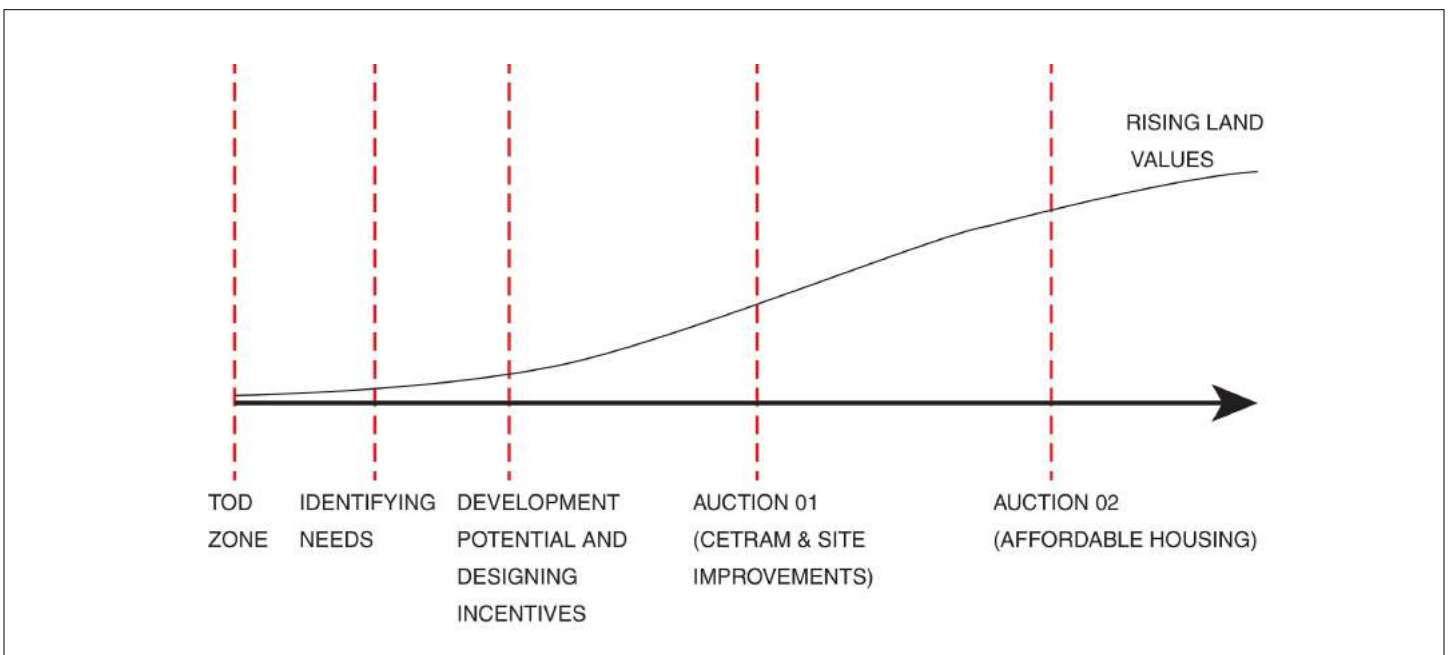 RISING LAND
VALUES
TOD
ZONE
IDENTIFYING
NEEDS
DEVELOPMENT
POTENTIAL AND
DESIGNING
INCENTIVES
AUCTION 01
(CETRAM & SITE
IMPROVEMENTS)
AUCTION 02
(AFFORDABLE HOUSING)